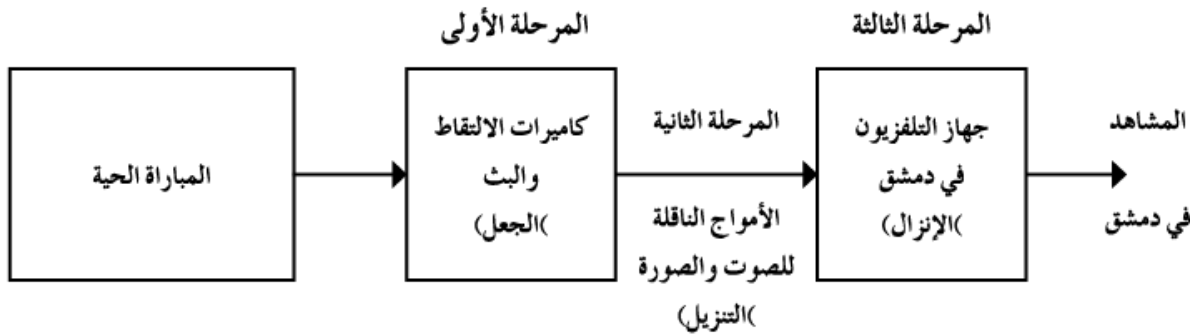 المرحلة الأولى
المرحلة الثالثة
المباراة الحية
كاميرات الالتقاط
والبث
)الجعل(
المرحلة الثانية
الأمواج الناقلة
للصوت والصورة
)التنزيل(
جهاز التلفزيون
في دمشق
)الإنزال(
المشاهد
في دمشق